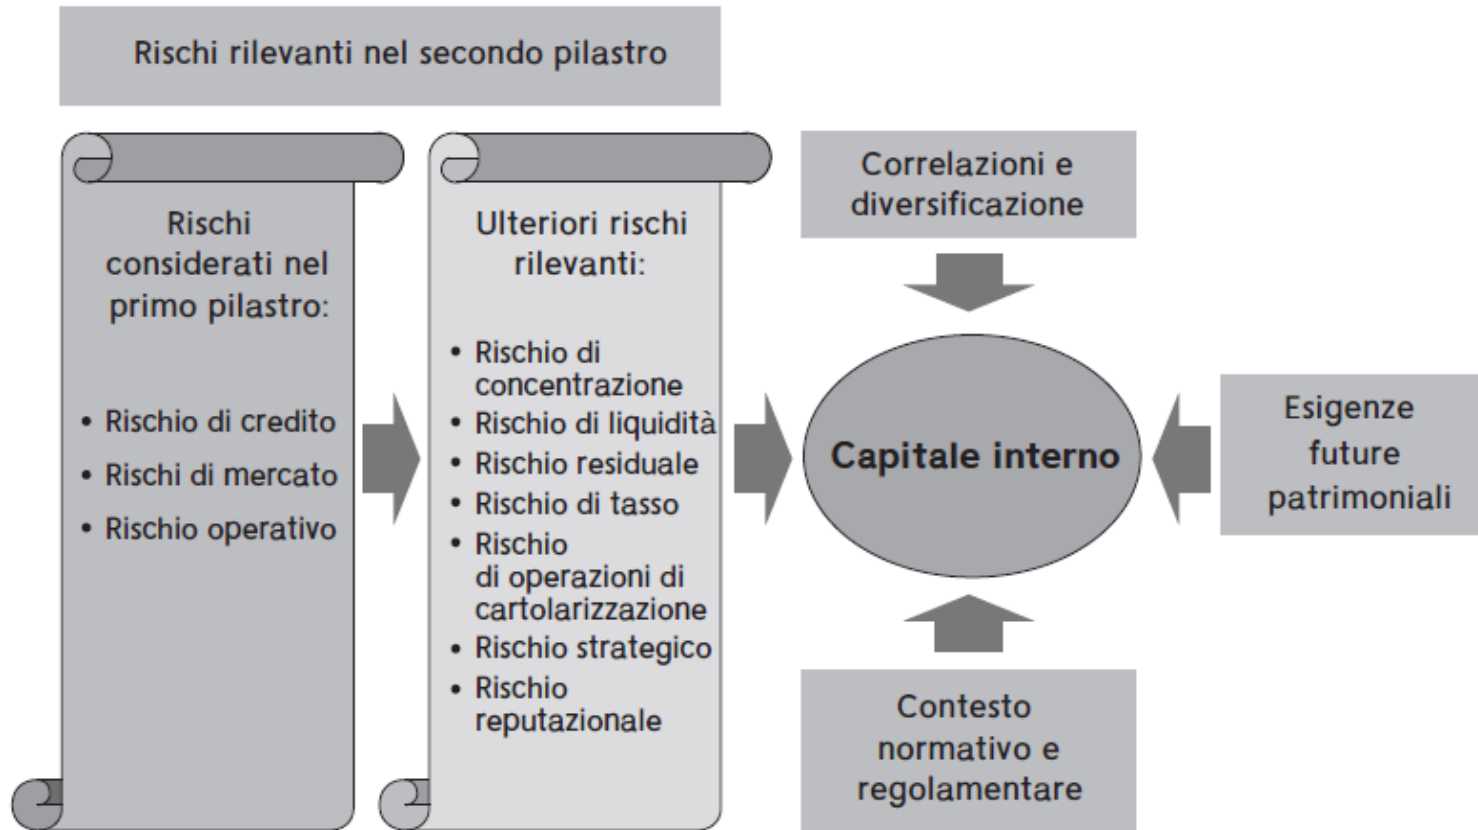 Rischi rilevanti nel secondo pilastro
Rischi
considerati nel
primo pilastro:
• Rischio di credito
• Rischi di mercato
• Rischio operativo
Ulteriori rischi
rilevanti:
• Rischio di
concentrazione
• Rischio di liquidità
• Rischio residuale
• Rischio di tasso
• Rischio
di operazioni di
cartolarizzazione
• Rischio strategico
• Rischio
reputazionale
Correlazioni e
diversificazione
Capitale interno
Esigenze
future
patrimoniali
Contesto
normativo e
regolamentare